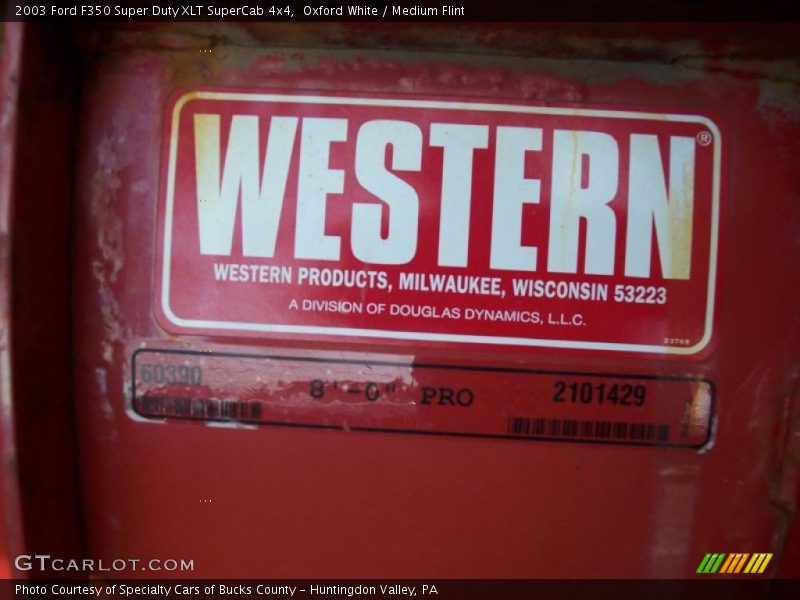 2003 Ford F350 Super Duty XLT SuperCab 4x4, Oxford White / Medium Flint
WESTERN®
WESTERN PRODUCTS, MILWAUKEE, WISCONSIN 53223
A DIVISION OF DOUGLAS DYNAMICS, L.L.C.
60390 8'-0" PRO 2101429
GTCARLOT.COM
Photo Courtesy of Specialty Cars of Bucks County - Huntingdon Valley, PA